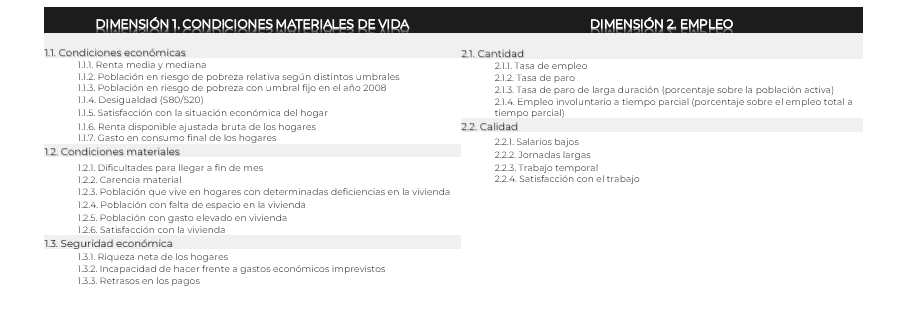 DIMENSIÓN 1. CONDICIONES MATERIALES DE VIDA
1.1. Condiciones económicas
1.1.1. Renta media y mediana
1.1.2. Población en riesgo de pobreza relativa según distintos umbrales
1.1.3. Población en riesgo de pobreza con umbral fijo en el año 2008
1.1.4. Desigualdad (S80/S20)
1.1.5. Satisfacción con la situación económica del hogar
1.1.6. Renta disponible ajustada bruta de los hogares
1.1.7. Gasto en consumo final de los hogares
1.2. Condiciones materiales
1.2.1. Dificultades para llegar a fin de mes
1.2.2. Carencia material
1.2.3. Población que vive en hogares con determinadas deficiencias en la vivienda
1.2.4. Población con falta de espacio en la vivienda
1.2.5. Población con gasto elevado en vivienda
1.2.6. Satisfacción con la vivienda
1.3. Seguridad económica
1.3.1. Riqueza neta de los hogares
1.3.2. Incapacidad de hacer frente a gastos económicos imprevistos
1.3.3. Retrasos en los pagos
DIMENSIÓN 2. EMPLEO
2.1. Cantidad
2.1.1. Tasa de empleo
2.1.2. Tasa de paro
2.1.3. Tasa de paro de larga duración (porcentaje sobre la población activa)
2.1.4. Empleo involuntario a tiempo parcial (porcentaje sobre el empleo total a
tiempo parcial)
2.2. Calidad
2.2.1. Salarios bajos
2.2.2. Jornadas largas
2.2.3. Trabajo temporal
2.2.4. Satisfacción con el trabajo